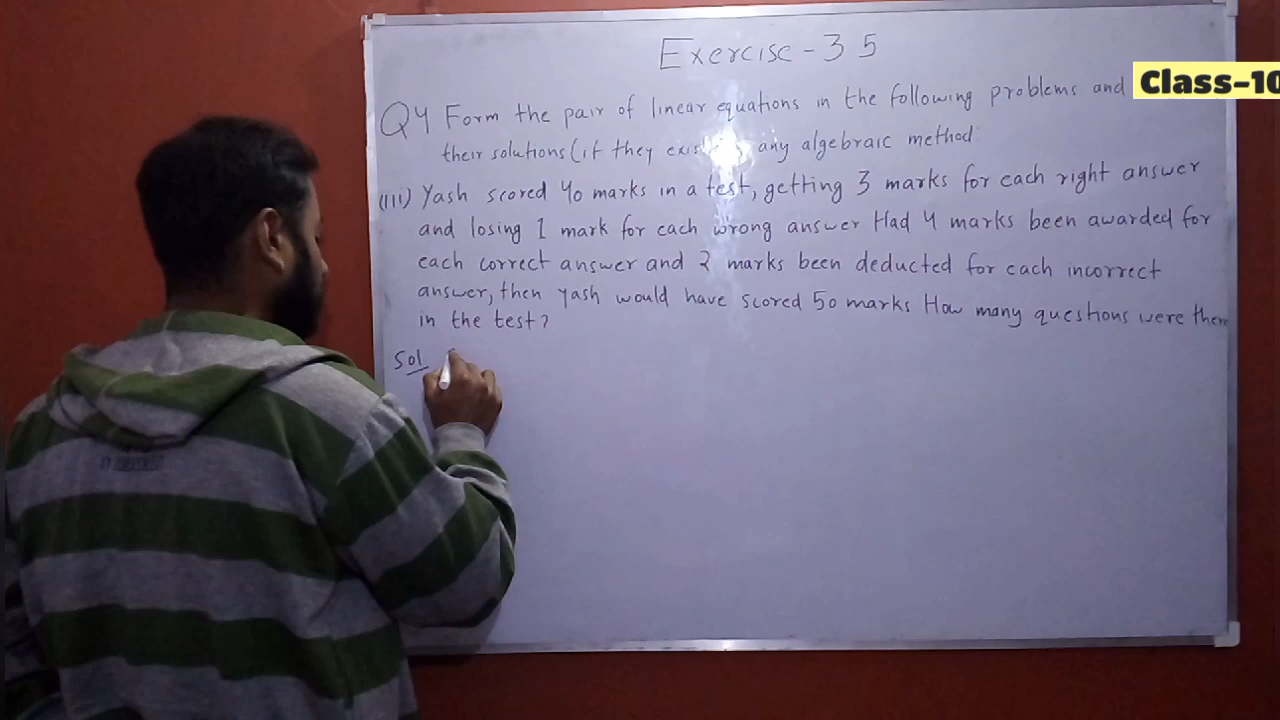 Exercise - 3 5
Class-10
Q4 Form the pair of linear equations in the following problems and
their solutions (if they any algebraic method
(iii) Yash scored 40 marks in a test, getting 3 marks for each right answer
and losing 1 mark for each wrong answer Had 4 marks been awarded for
each correct answer and 2 marks been deducted for each incorrect
answer, then Yash would have scored 50 marks How many questions were there
in the test?
Sol